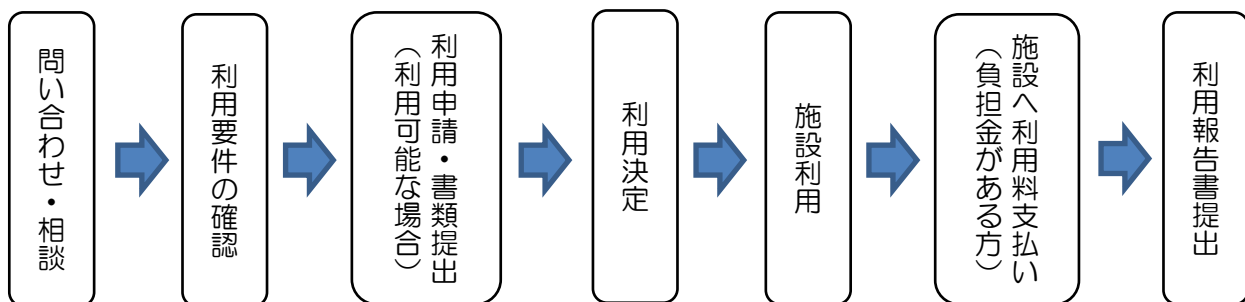 問い合わせ・相談
利用要件の確認
利用申請・書類提出
（利用可能な場合）
利用決定
施設利用
施設へ利用料支払い
（負担金がある方）
利用報告書提出